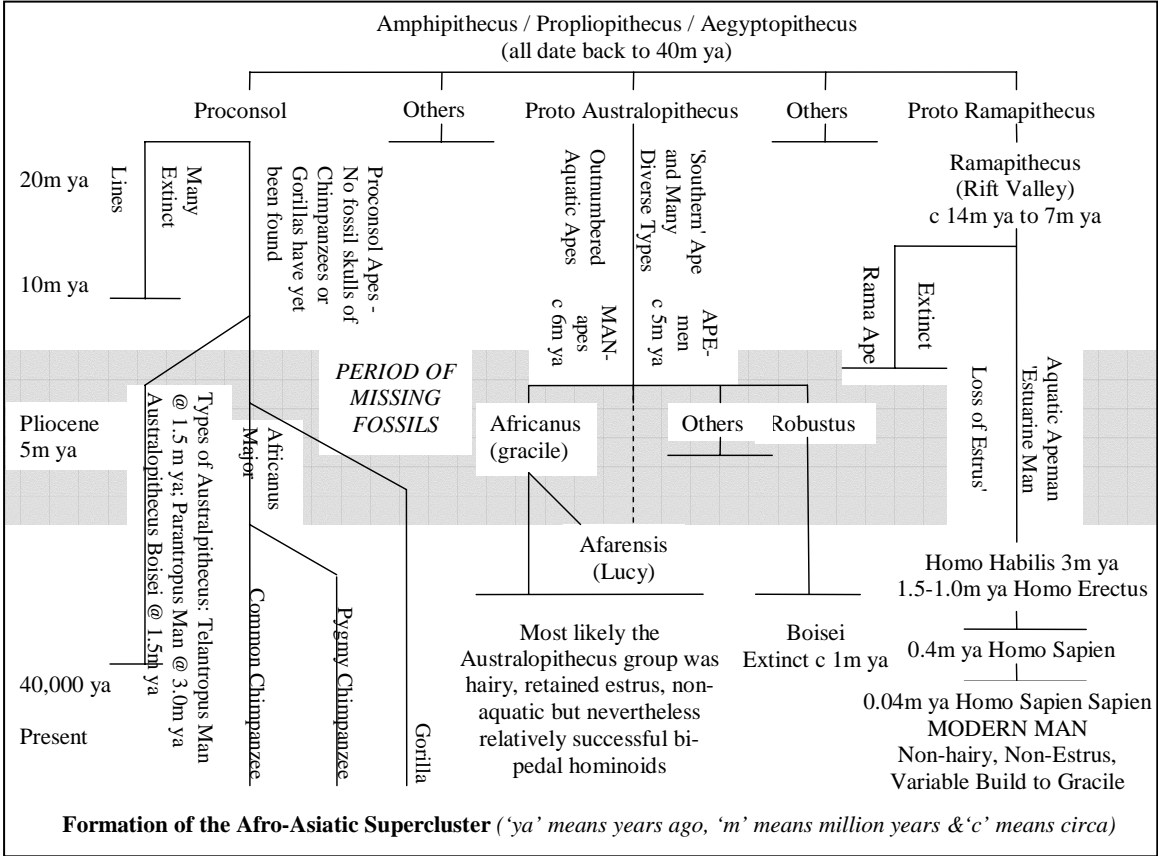 Amphipithecus / Propliopithecus / Aegyptopithecus
(all date back to 40m ya)
Proconsol
Others
Proto Australopithecus
Others
Proto Ramapithecus
20m ya
10m ya
Pliocene
5m ya
40,000 ya
Present
Many Extinct
Lines
Proconsol Apes -
No fossil skulls of
Chimpanzees or
Gorillas have yet
been found
'Southern' Ape
and Many
Diverse Types
Outnumbered
Aquatic Apes
APE-
men
c 5m ya
MAN-
apes
c 6m ya
Ramapithecus
(Rift Valley)
c 14m ya to 7m ya
Extinct
Rama Ape
PERIOD OF
MISSING
FOSSILS
Africanus
(gracile)
Others
Robustus
Aquatic Apeman
'Estuarine Man
Loss of Estrus'
Types of Australpithecus: Telantropus Man
@ 1.5 m ya; Parantropus Man @ 3.0m ya
Australopithecus Boisei @ 1.5m ya
Africanus
Major
Common Chimpanzee
Pygmy Chimpanzee
Gorilla
Afarensis
(Lucy)
Most likely the
Australopithecus group was
hairy, retained estrus, non-
aquatic but nevertheless
relatively successful bi-
pedal hominoids
Boisei
Extinct c 1m ya
Homo Habilis 3m ya
1.5-1.0m ya Homo Erectus
0.4m ya Homo Sapien
0.04m ya Homo Sapien Sapien
MODERN MAN
Non-hairy, Non-Estrus,
Variable Build to Gracile
Formation of the Afro-Asiatic Supercluster ('ya' means years ago, 'm' means million years &'c' means circa)